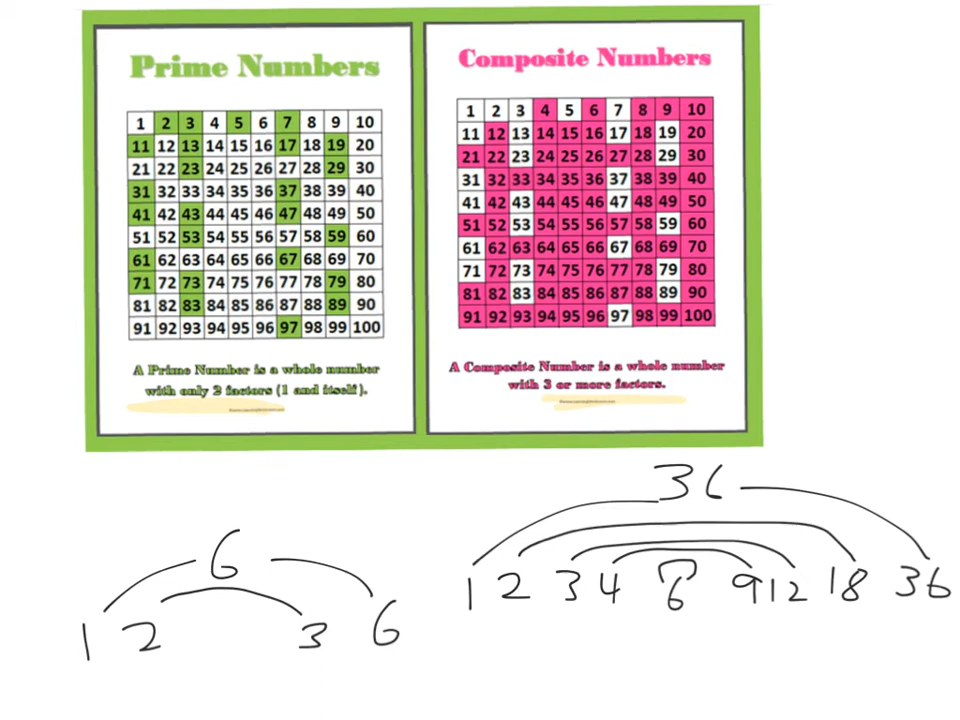 Prime Numbers
1 2 3 4 5 6 7 8 9 10
11 12 13 14 15 16 17 18 19 20
21 22 23 24 25 26 27 28 29 30
31 32 33 34 35 36 37 38 39 40
41 42 43 44 45 46 47 48 49 50
51 52 53 54 55 56 57 58 59 60
61 62 63 64 65 66 67 68 69 70
71 72 73 74 75 76 77 78 79 80
81 82 83 84 85 86 87 88 89 90
91 92 93 94 95 96 97 98 99 100
A Prime Number is a whole number
with only 2 factors (1 and itself).
Composite Numbers
1 2 3 4 5 6 7 8 9 10
11 12 13 14 15 16 17 18 19 20
21 22 23 24 25 26 27 28 29 30
31 32 33 34 35 36 37 38 39 40
41 42 43 44 45 46 47 48 49 50
51 52 53 54 55 56 57 58 59 60
61 62 63 64 65 66 67 68 69 70
71 72 73 74 75 76 77 78 79 80
81 82 83 84 85 86 87 88 89 90
91 92 93 94 95 96 97 98 99 100
A Composite Number is a whole number
with 3 or more factors.
6
1 2 3 6
36
1 2 3 4 6 9 12 18 36